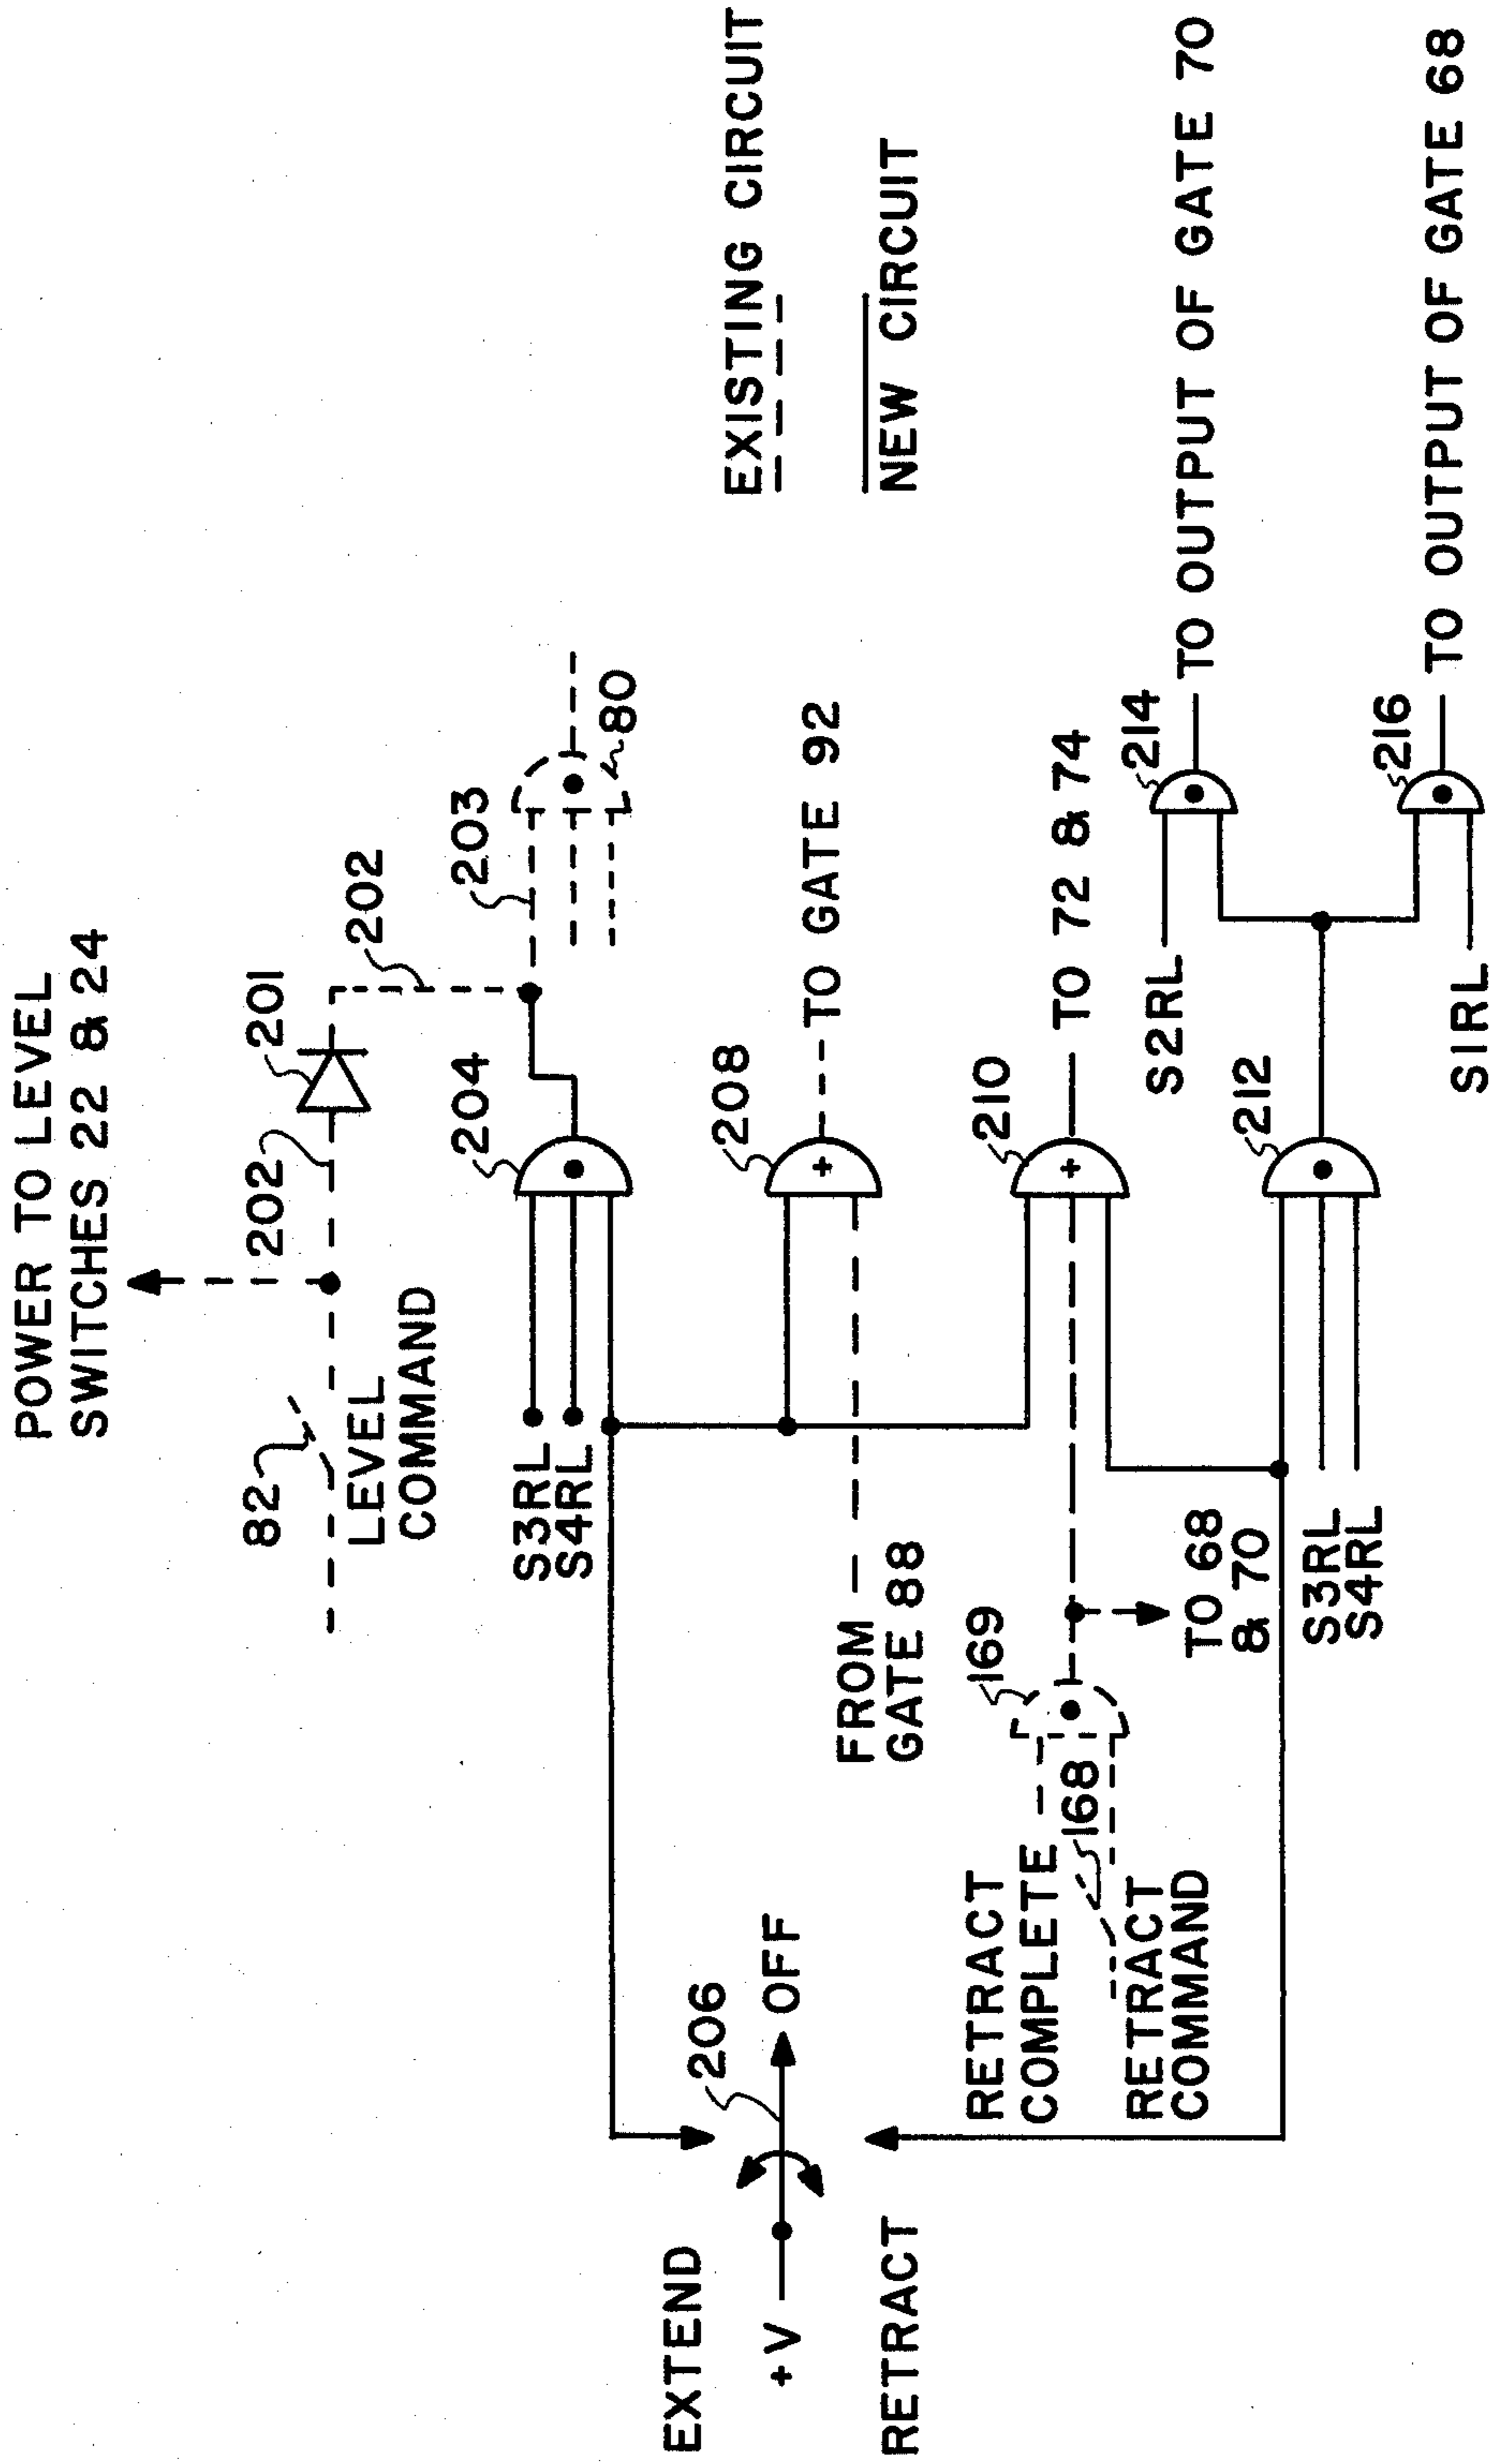 POWER TO LEVEL
SWITCHES 22 & 24
82
202
201
LEVEL
COMMAND
202
203
80
EXISTING CIRCUIT
NEW CIRCUIT
S3RL
S4RL
204
208
TO GATE 92
FROM
GATE 88
EXTEND
+V
206
OFF
RETRACT
RETRACT
COMPLETE
168
169
RETRACT
COMMAND
TO 68
& 70
210
TO 72 & 74
S3RL
S4RL
212
S2RL
214
TO OUTPUT OF GATE 70
S1RL
216
TO OUTPUT OF GATE 68